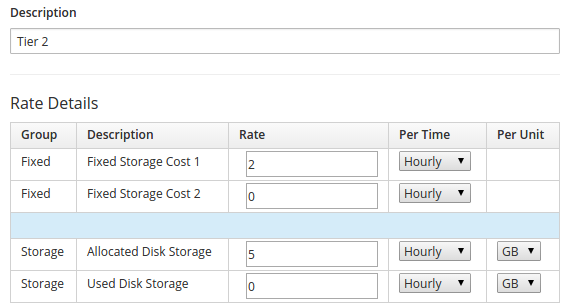 Description
Tier 2
Rate Details
Group Description Rate Per Time Per Unit
Fixed Fixed Storage Cost 1 2 Hourly
Fixed Fixed Storage Cost 2 0 Hourly
Storage Allocated Disk Storage 5 Hourly GB
Storage Used Disk Storage 0 Hourly GB